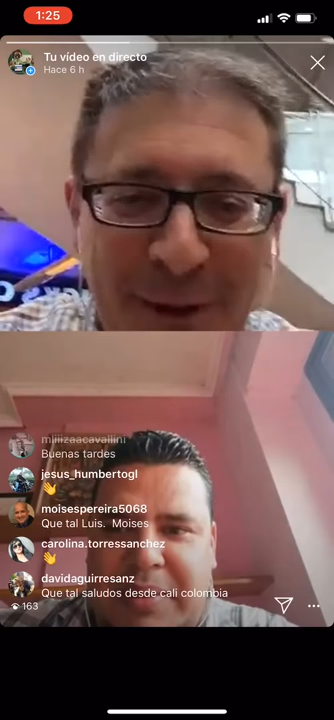 1:25
Tu vídeo en directo
Hace 6 h
miliizaacavallini
Buenas tardes
jesus_humbertogl
👋
moisespereira5068
Que tal Luis. Moises
carolina.torressanchez
👋
davidaguirresanz
Que tal saludos desde cali colombia
163